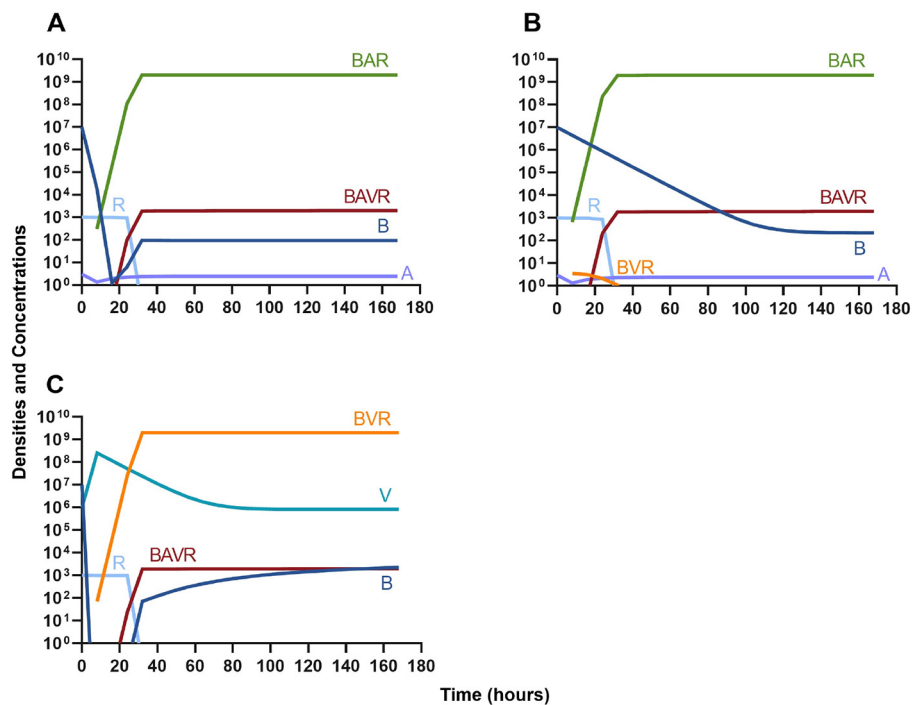 A
10¹⁰
10⁹
10⁸
10⁷
10⁶
10⁵
10⁴
10³
10²
10¹
10⁰
BAR
R
BAVR
B
A
0 20 40 60 80 100 120 140 160 180
B
10¹⁰
10⁹
10⁸
10⁷
10⁶
10⁵
10⁴
10³
10²
10¹
10⁰
BAR
R
BAVR
B
BVR
A
0 20 40 60 80 100 120 140 160 180
Densities and Concentrations
C
10¹⁰
10⁹
10⁸
10⁷
10⁶
10⁵
10⁴
10³
10²
10¹
10⁰
BVR
V
R
BAVR
B
0 20 40 60 80 100 120 140 160 180
Time (hours)